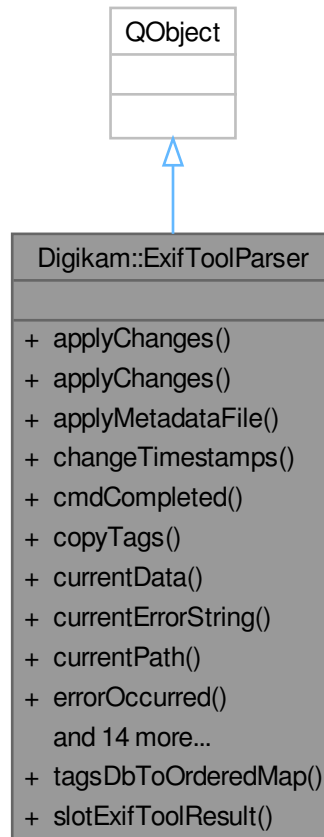 QObject
Digikam::ExifToolParser
+ applyChanges()
+ applyChanges()
+ applyMetadataFile()
+ changeTimestamps()
+ cmdCompleted()
+ copyTags()
+ currentData()
+ currentErrorString()
+ currentPath()
+ errorOccurred()
and 14 more...
+ tagsDbToOrderedMap()
+ slotExifToolResult()